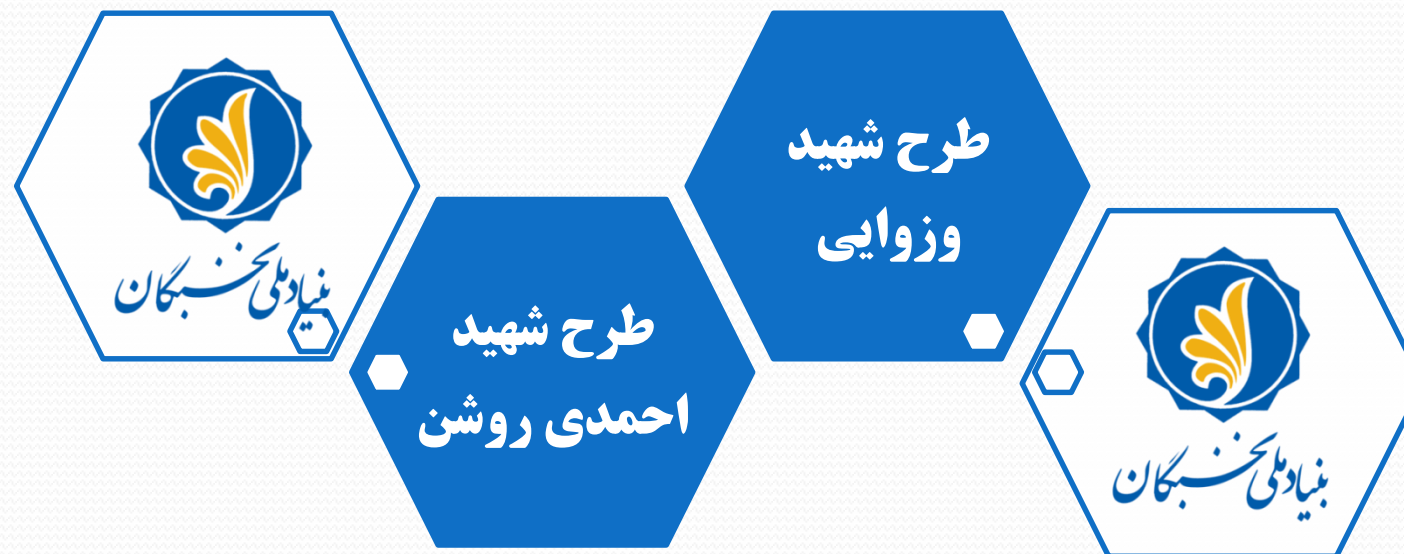 بنیاد ملی نخبگان
طرح شهید
احمدی روشن
طرح شهید
وزوایی
بنیاد ملی نخبگان